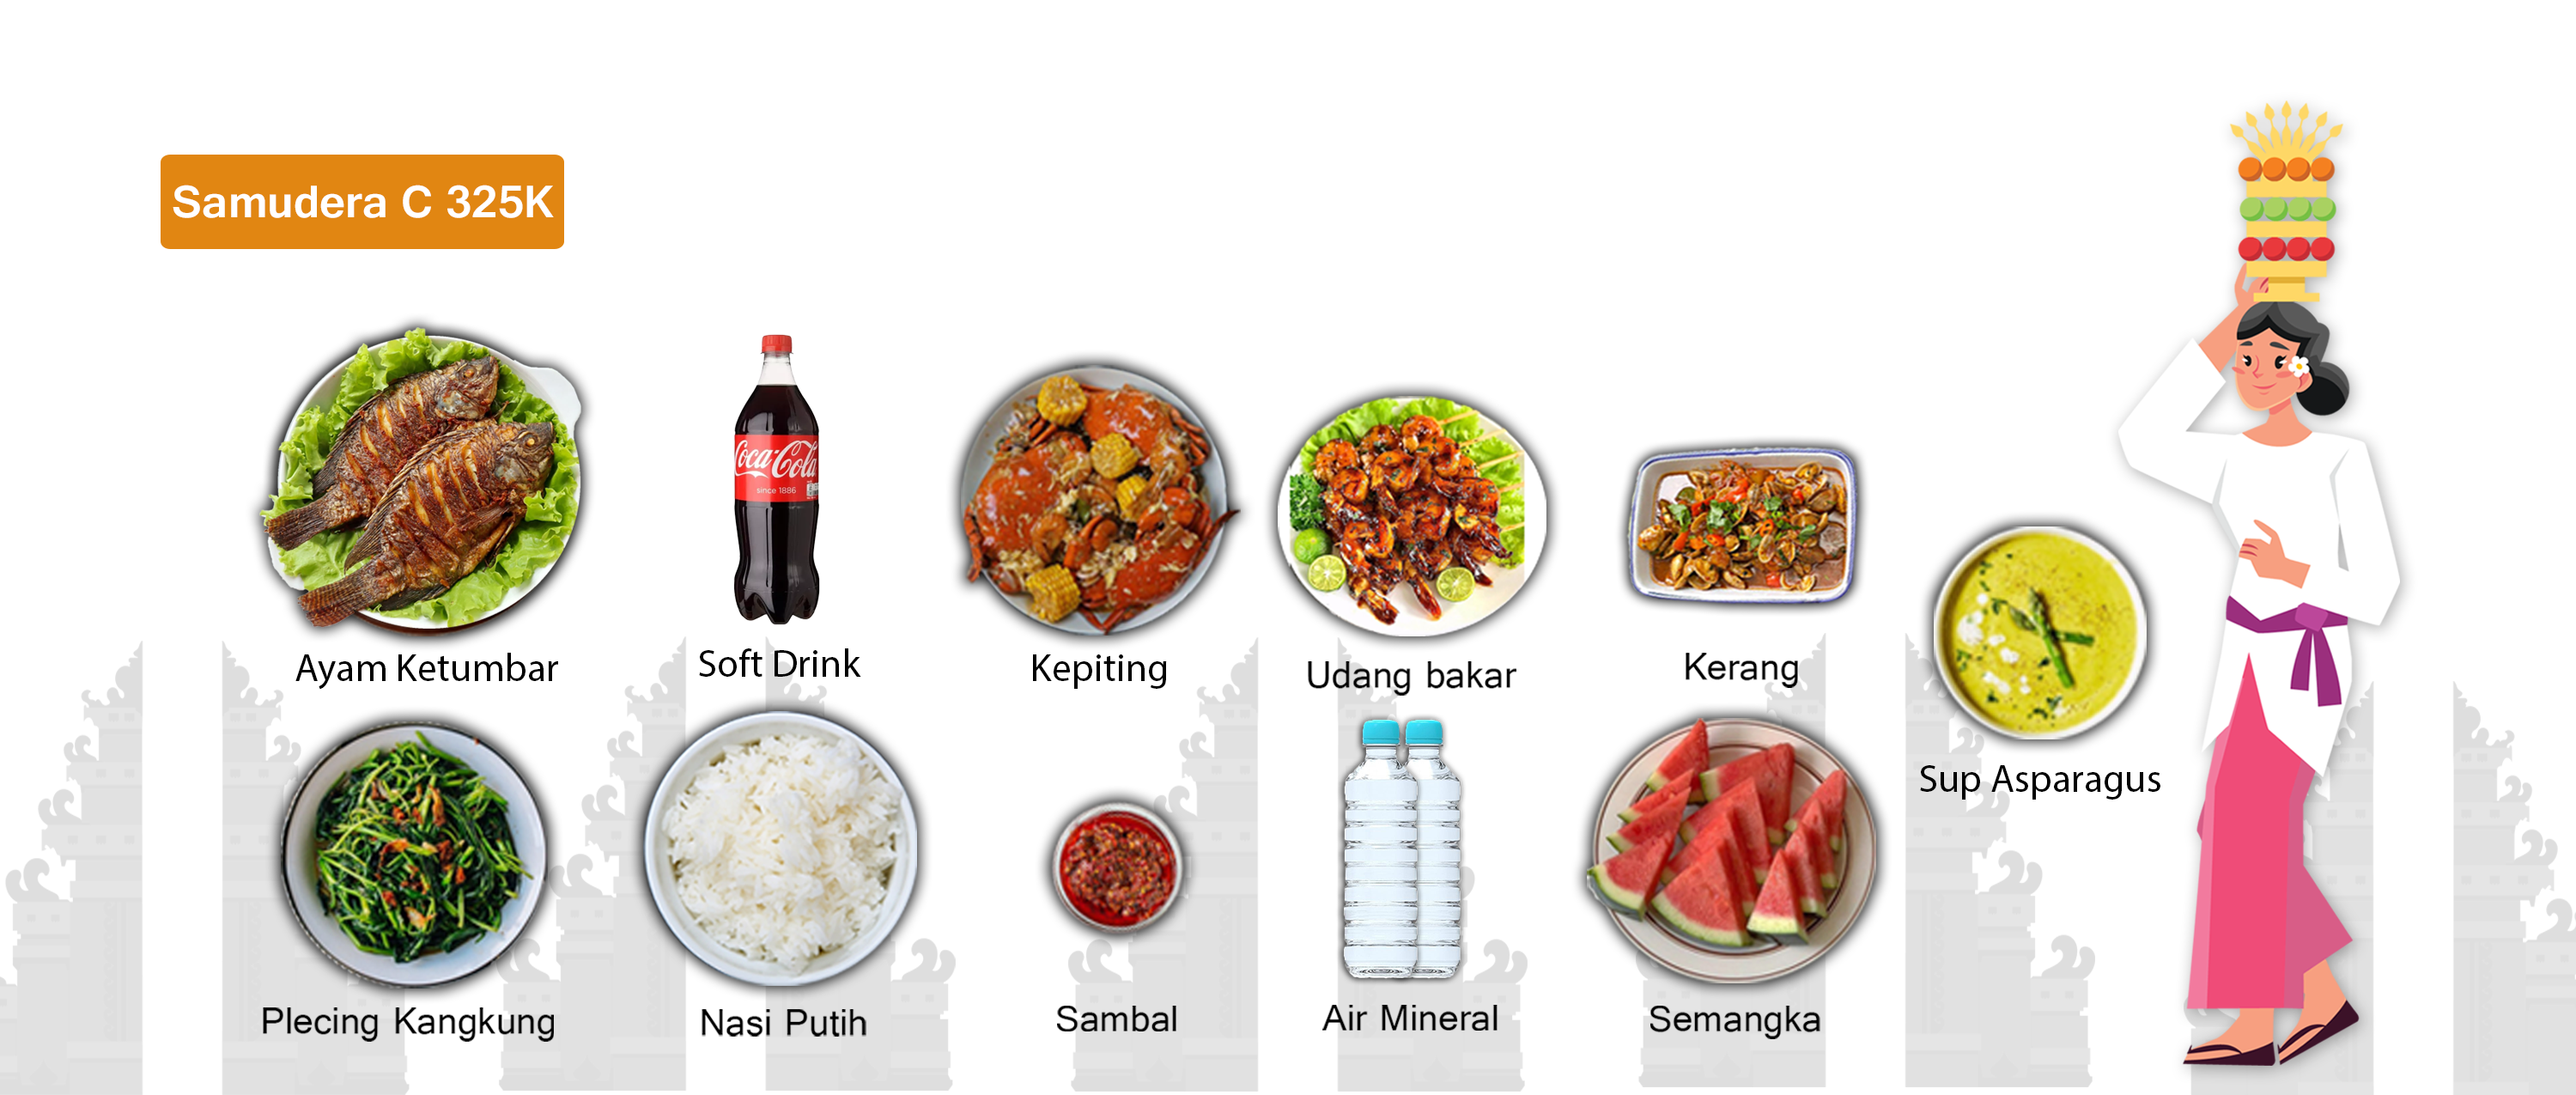 Samudera C 325K
Coca-Cola
since 1886
Ayam Ketumbar
Soft Drink
Kepiting
Udang bakar
Kerang
Sup Asparagus
Plecing Kangkung
Nasi Putih
Sambal
Air Mineral
Semangka